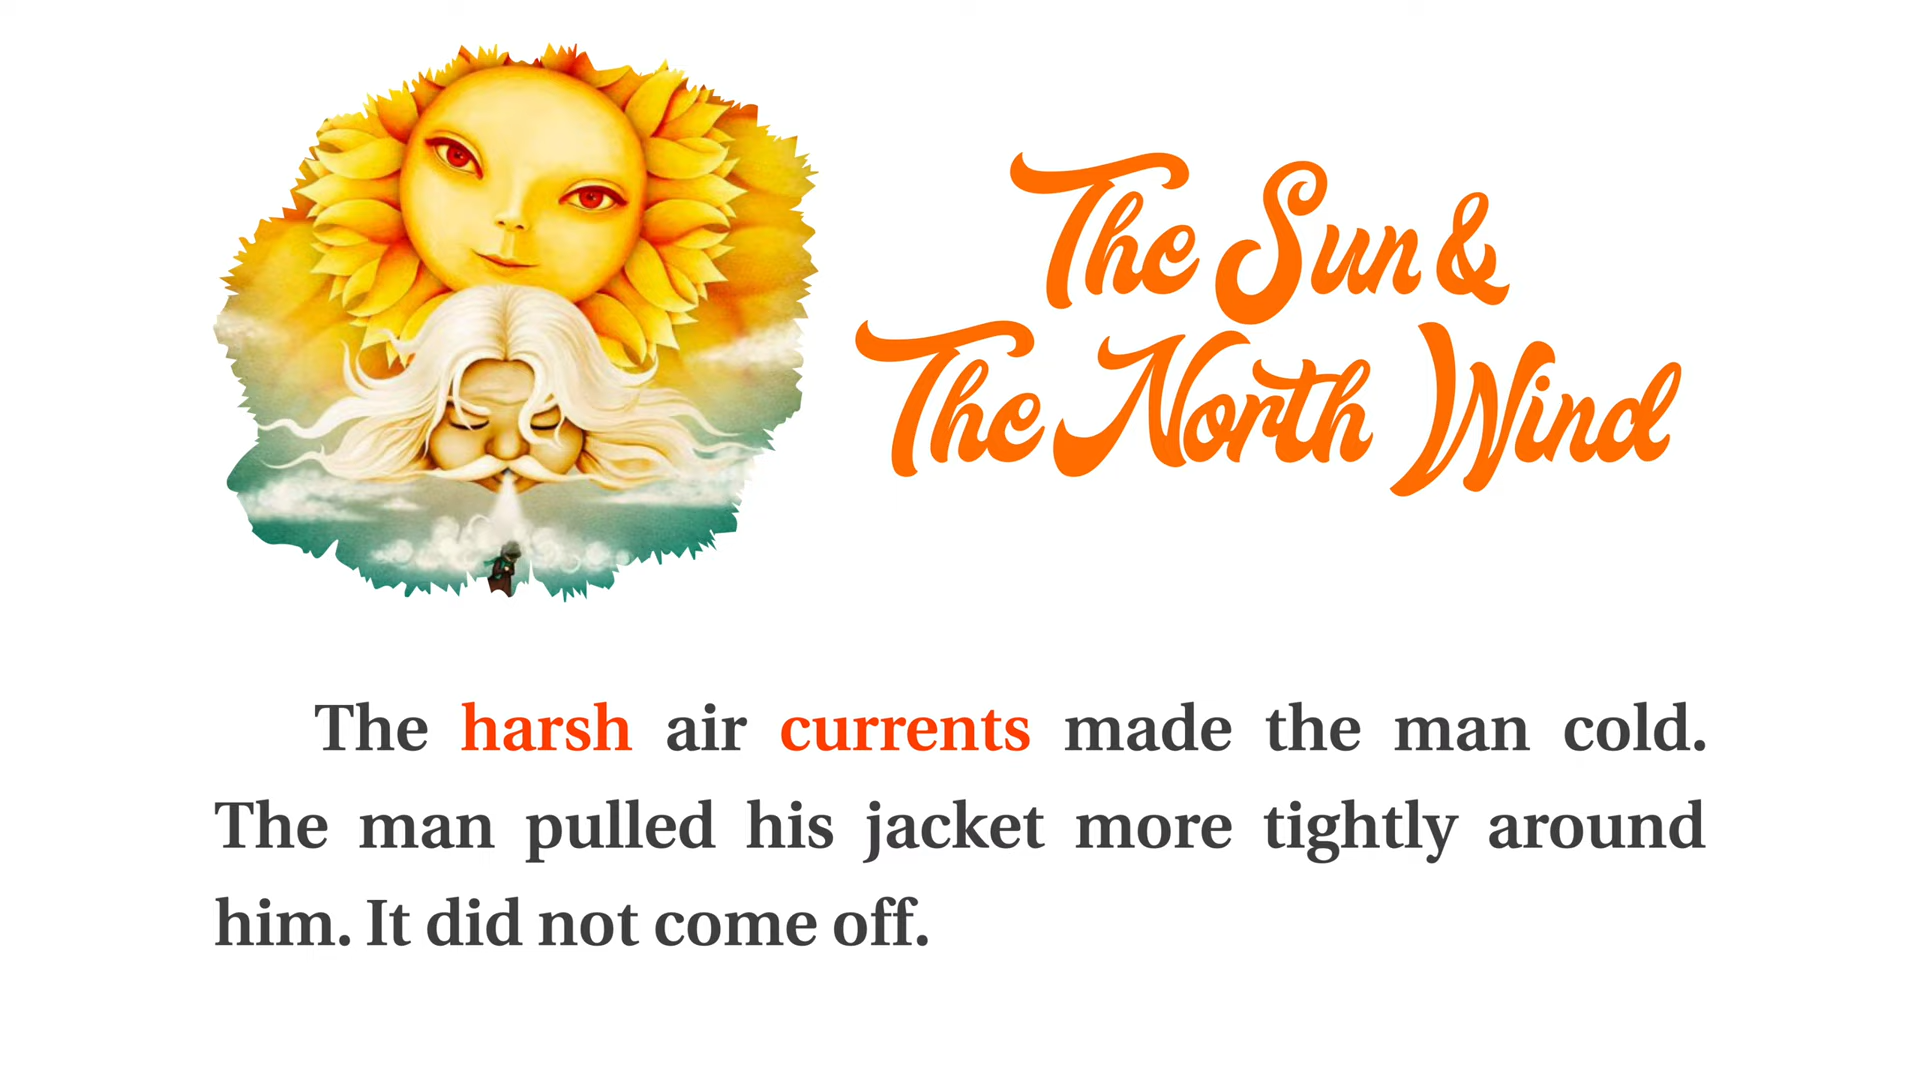 The Sun &
The North Wind
The harsh air currents made the man cold.
The man pulled his jacket more tightly around
him. It did not come off.